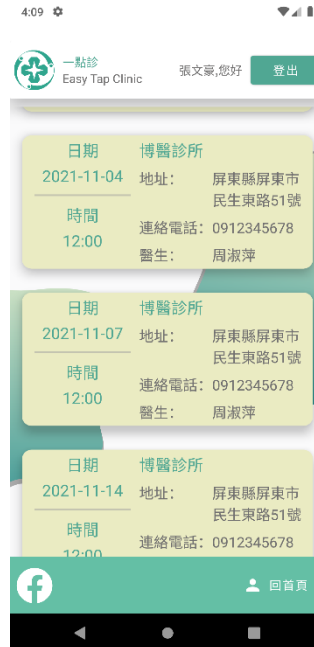 4:09
一點診
Easy Tap Clinic
張文豪,您好
登出
日期
2021-11-04
時間
12:00
博醫診所
地址: 屏東縣屏東市
民生東路51號
連絡電話: 0912345678
醫生: 周淑萍
日期
2021-11-07
時間
12:00
博醫診所
地址: 屏東縣屏東市
民生東路51號
連絡電話: 0912345678
醫生: 周淑萍
日期
2021-11-14
時間
12:00
博醫診所
地址: 屏東縣屏東市
民生東路51號
連絡電話: 0912345678
回首頁